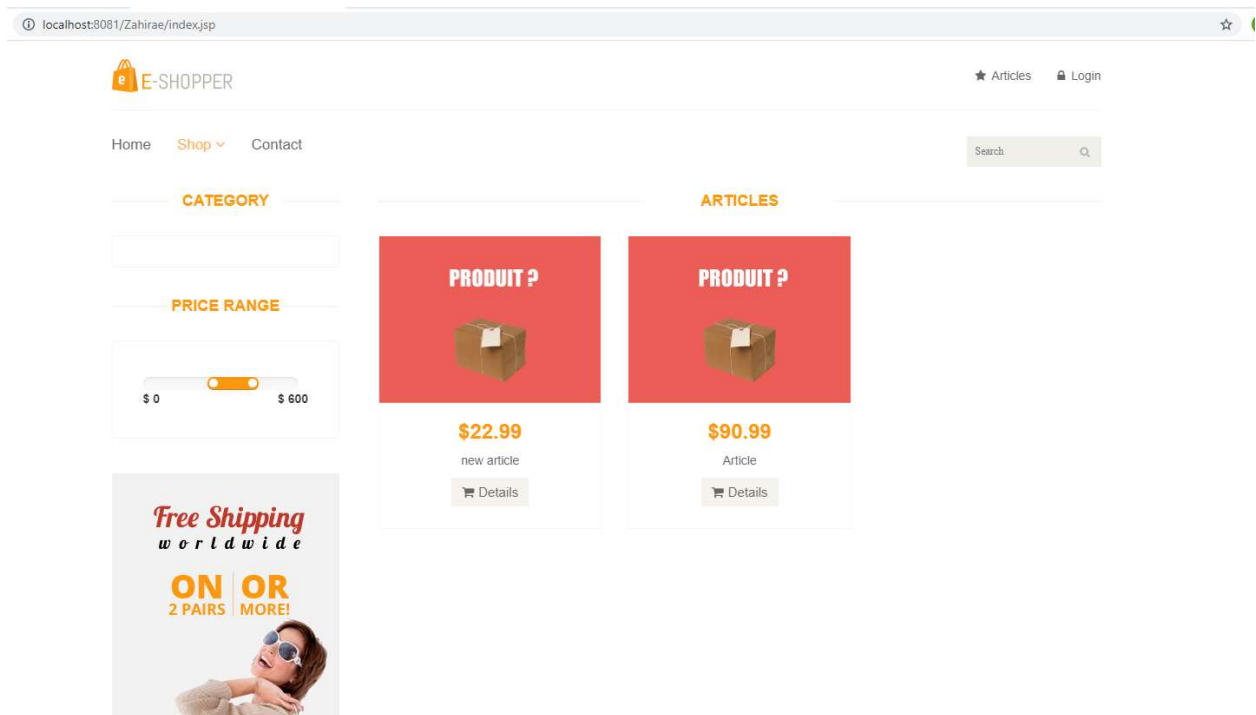 localhost:8081/Zahirae/index.jsp
e E-SHOPPER
Articles Login
Home Shop Contact
Search
CATEGORY
PRICE RANGE
$ 0 $ 600
Free Shipping
worldwide
ON OR
2 PAIRS MORE!
ARTICLES
PRODUIT ?
$22.99
new article
Details
PRODUIT ?
$90.99
Article
Details